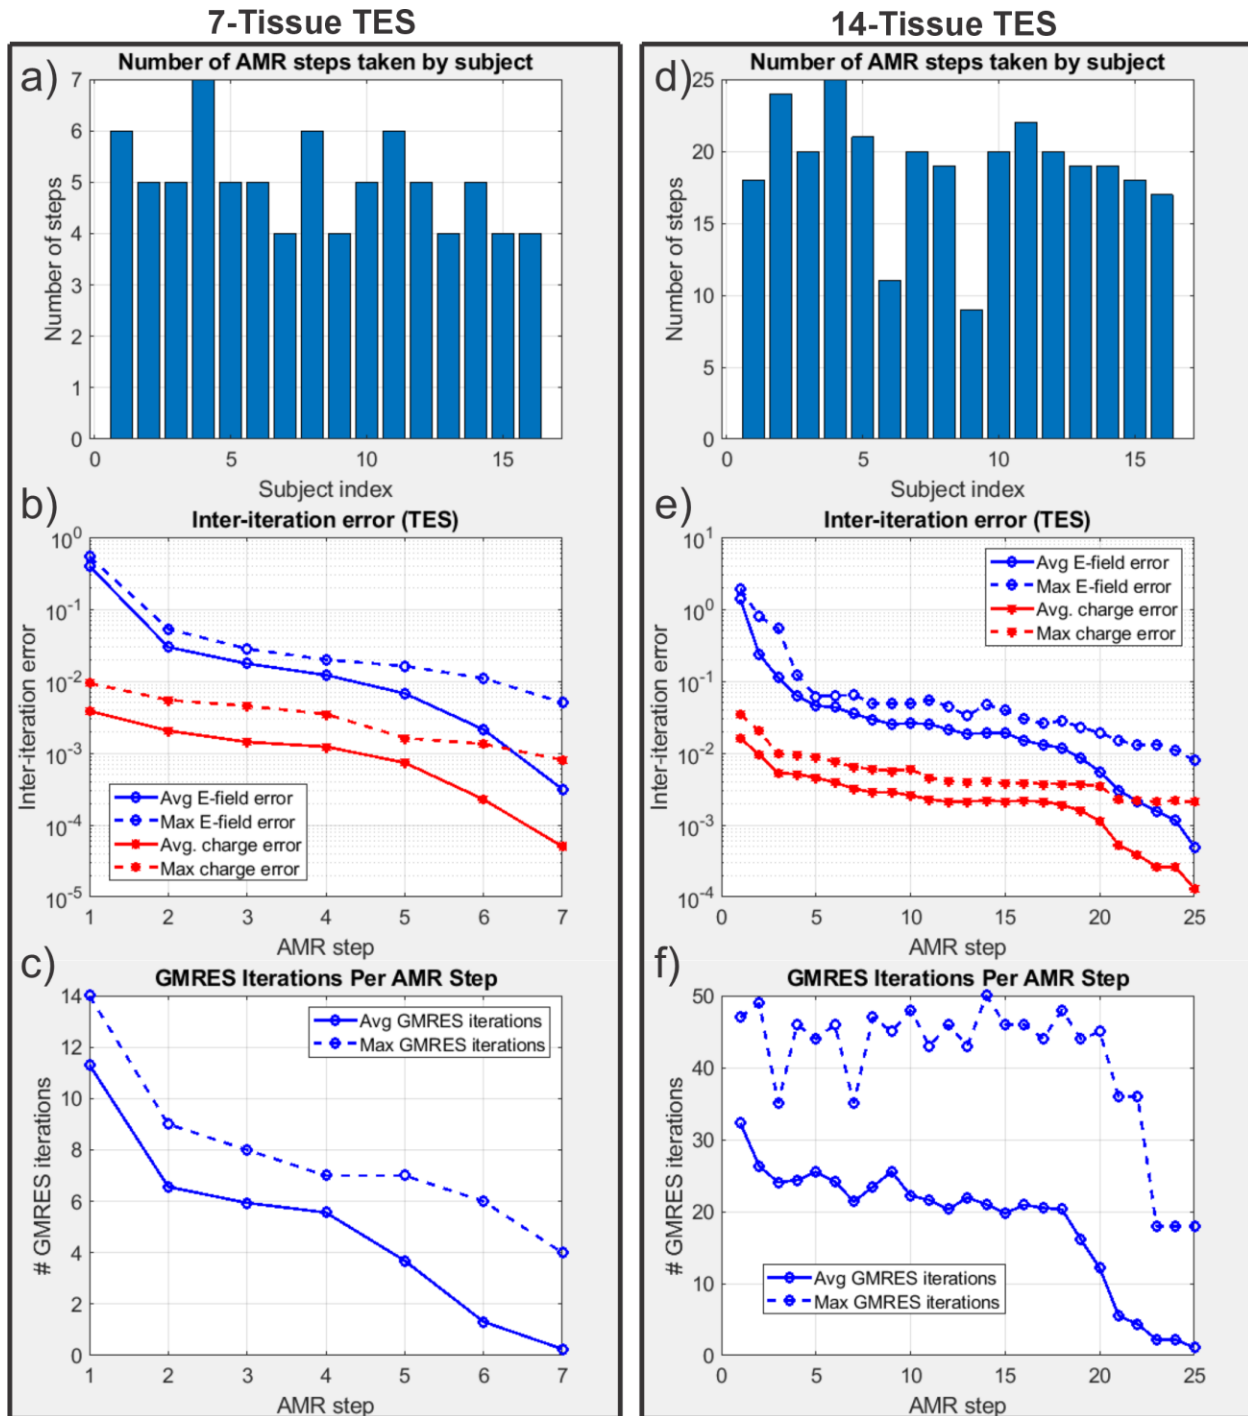 7-Tissue TES
14-Tissue TES
a)
Number of AMR steps taken by subject
7
6
5
4
3
2
1
0
Number of steps
0 5 10 15
Subject index
b)
Inter-iteration error (TES)
10^0
10^-1
10^-2
10^-3
10^-4
10^-5
Inter-iteration error
Avg E-field error
Max E-field error
Avg. charge error
Max charge error
1 2 3 4 5 6 7
AMR step
c)
GMRES Iterations Per AMR Step
14
12
10
8
6
4
2
0
# GMRES iterations
Avg GMRES iterations
Max GMRES iterations
1 2 3 4 5 6 7
AMR step
d)
Number of AMR steps taken by subject
25
20
15
10
5
0
Number of steps
0 5 10 15
Subject index
e)
Inter-iteration error (TES)
10^1
10^0
10^-1
10^-2
10^-3
10^-4
Inter-iteration error
Avg E-field error
Max E-field error
Avg. charge error
Max charge error
0 5 10 15 20 25
AMR step
f)
GMRES Iterations Per AMR Step
50
40
30
20
10
0
# GMRES iterations
Avg GMRES iterations
Max GMRES iterations
0 5 10 15 20 25
AMR step